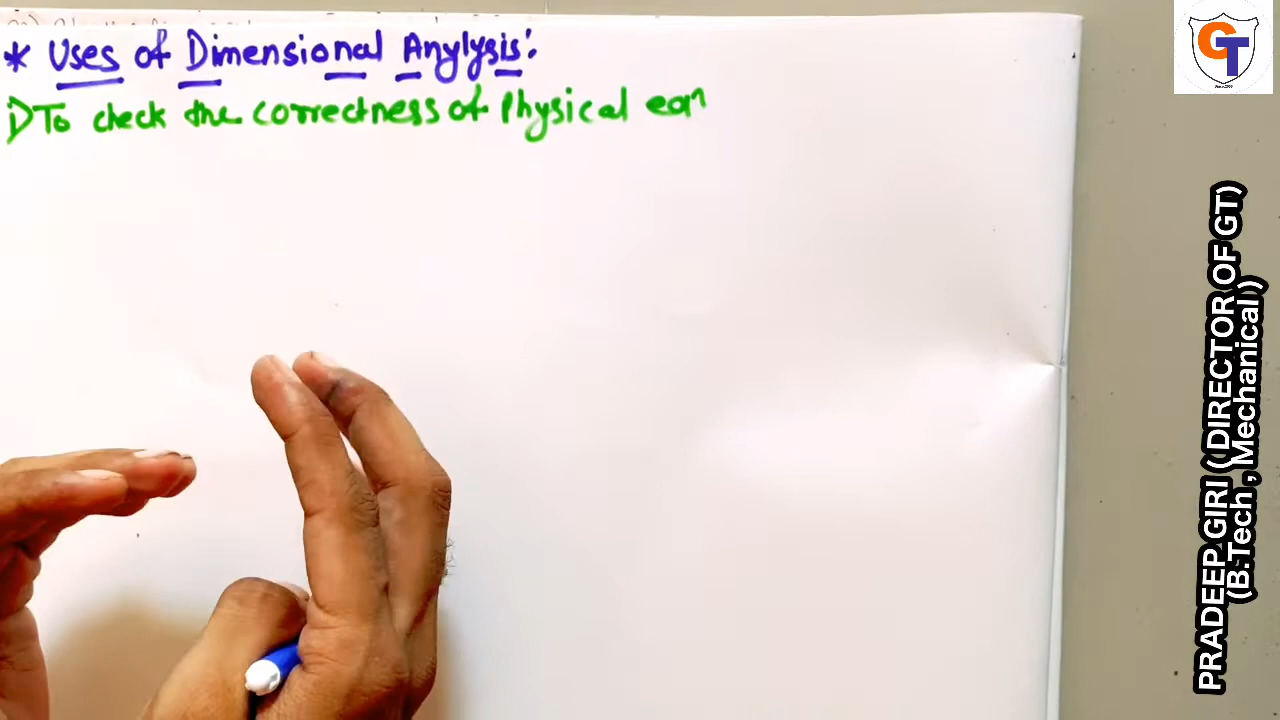 * Uses of Dimensional Anylysis:
1) To check the correctness of Physical eqn
GT
PRADEEP GIRI ( DIRECTOR OF GT)
(B.Tech , Mechanical )